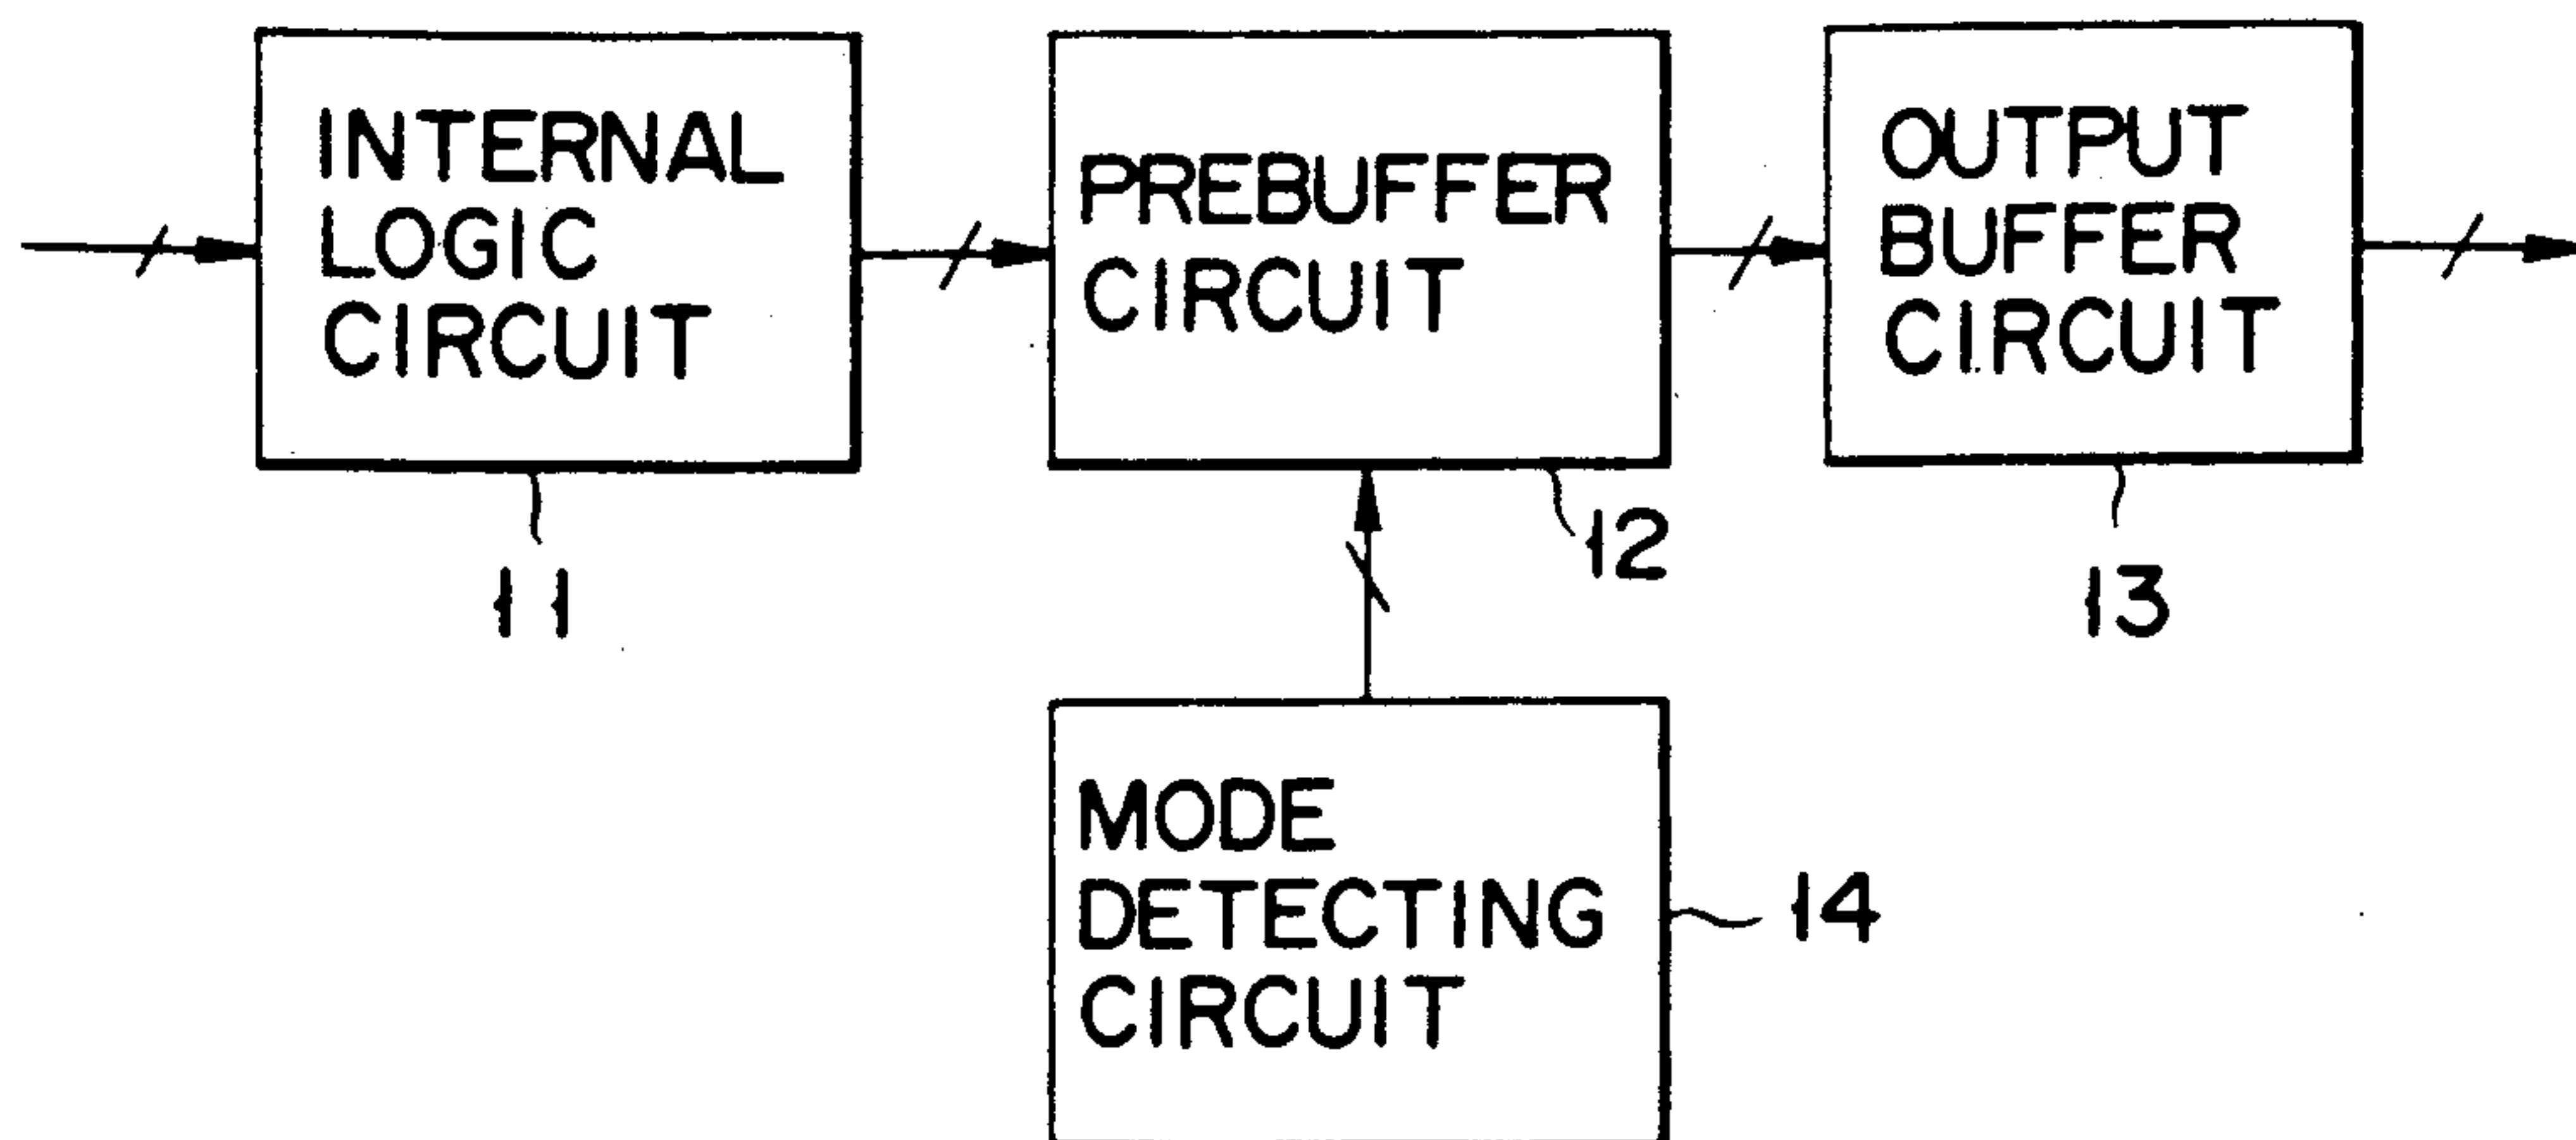 INTERNAL
LOGIC
CIRCUIT
PREBUFFER
CIRCUIT
OUTPUT
BUFFER
CIRCUIT
11
12
13
MODE
DETECTING
CIRCUIT
14